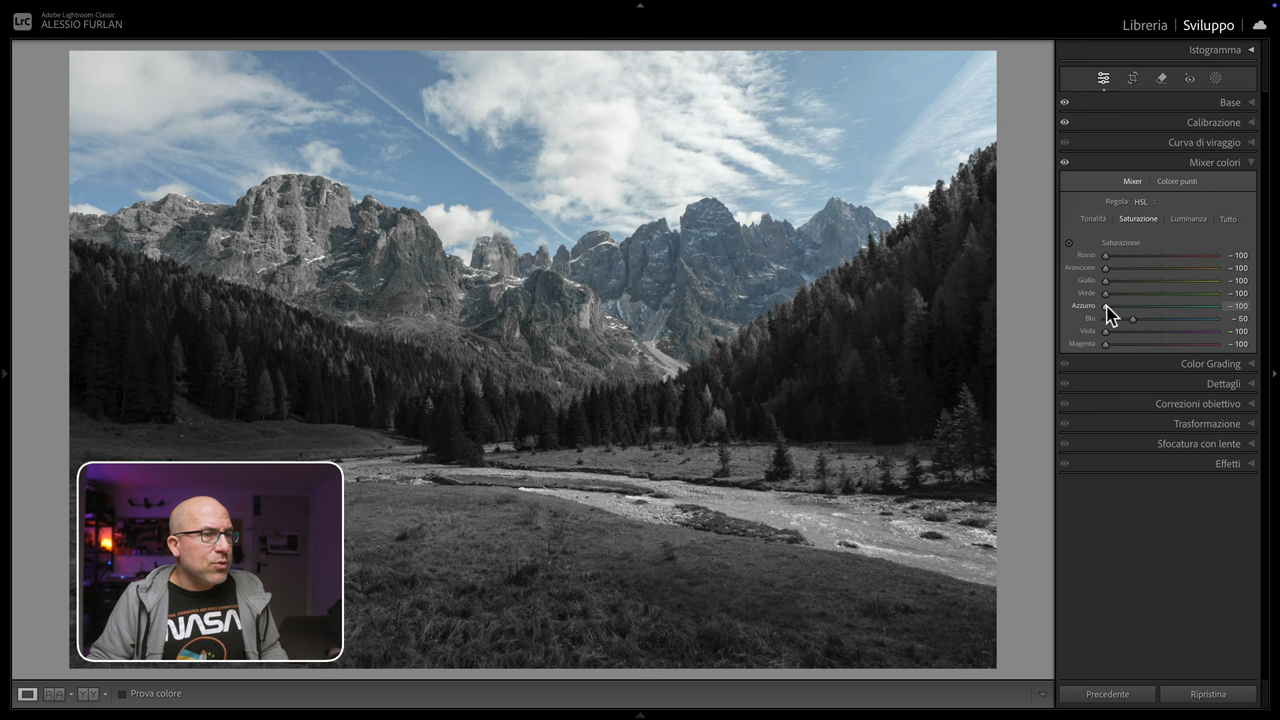 LrC
Adobe Lightroom Classic
ALESSIO FURLAN
Libreria | Sviluppo |
Istogramma
Base
Calibrazione
Curva di viraggio
Mixer colori
Mixer Colore punti
Regola: HSL
Tonalità Saturazione Luminanza Tutto
Saturazione
Rosso – 100
Arancione – 100
Giallo – 100
Verde – 100
Azzurro – 100
Blu – 50
Viola – 100
Magenta – 100
Color Grading
Dettagli
Correzioni obiettivo
Trasformazione
Sfocatura con lente
Effetti
NASA
R A Y Y Prova colore
Precedente Ripristina